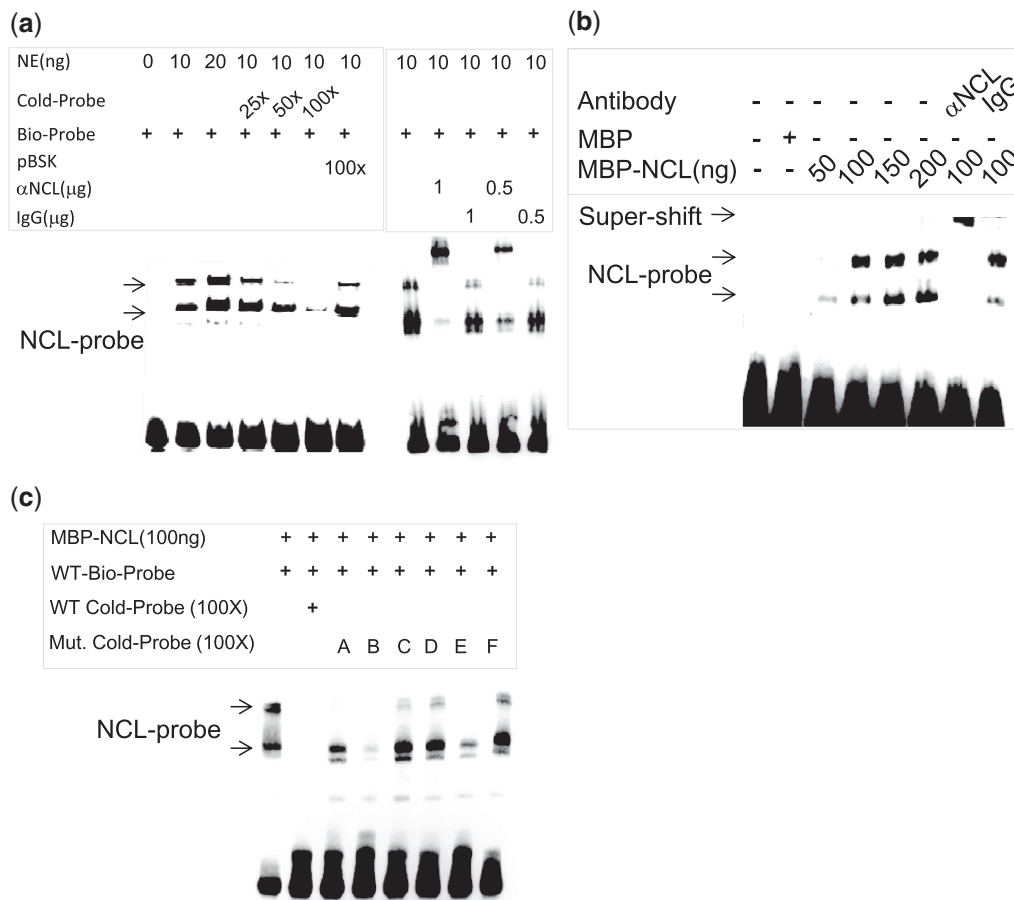 (a)
NE(ng) 0 10 20 10 10 10 10 10 10 10 10 10
Cold-Probe 25x 50x 100x
Bio-Probe + + + + + + + + + + + +
pBSK 100x
αNCL(μg) 1 0.5
IgG(μg) 1 0.5
NCL-probe
(b)
Antibody - - - - - - αNCL IgG
MBP - + - - - - - -
MBP-NCL(ng) - - 50 100 150 200 100 100
Super-shift
NCL-probe
(c)
MBP-NCL(100ng) + + + + + + + +
WT-Bio-Probe + + + + + + + +
WT Cold-Probe (100X) +
Mut. Cold-Probe (100X) A B C D E F
NCL-probe